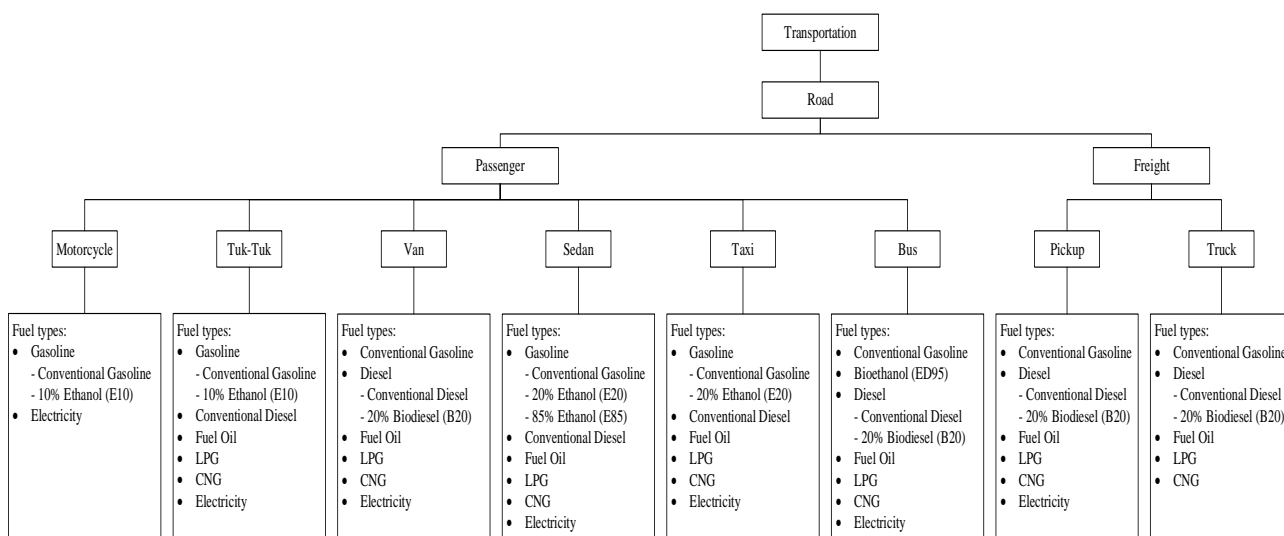 Transportation
Road
Passenger
Freight
Motorcycle
Tuk-Tuk
Van
Sedan
Taxi
Bus
Pickup
Truck
Fuel types:
• Gasoline
- Conventional Gasoline
- 10% Ethanol (E10)
• Electricity
Fuel types:
• Gasoline
- Conventional Gasoline
- 10% Ethanol (E10)
• Conventional Diesel
• Fuel Oil
• LPG
• CNG
• Electricity
Fuel types:
• Conventional Gasoline
• Diesel
- Conventional Diesel
- 20% Biodiesel (B20)
• Fuel Oil
• LPG
• CNG
• Electricity
Fuel types:
• Gasoline
- Conventional Gasoline
- 20% Ethanol (E20)
- 85% Ethanol (E85)
• Conventional Diesel
• Fuel Oil
• LPG
• CNG
• Electricity
Fuel types:
• Gasoline
- Conventional Gasoline
- 20% Ethanol (E20)
• Conventional Diesel
• Fuel Oil
• LPG
• CNG
• Electricity
Fuel types:
• Conventional Gasoline
• Bioethanol (ED95)
• Diesel
- Conventional Diesel
- 20% Biodiesel (B20)
• Fuel Oil
• LPG
• CNG
• Electricity
Fuel types:
• Conventional Gasoline
• Diesel
- Conventional Diesel
- 20% Biodiesel (B20)
• Fuel Oil
• LPG
• CNG
• Electricity
Fuel types:
• Conventional Gasoline
• Diesel
- Conventional Diesel
- 20% Biodiesel (B20)
• Fuel Oil
• LPG
• CNG